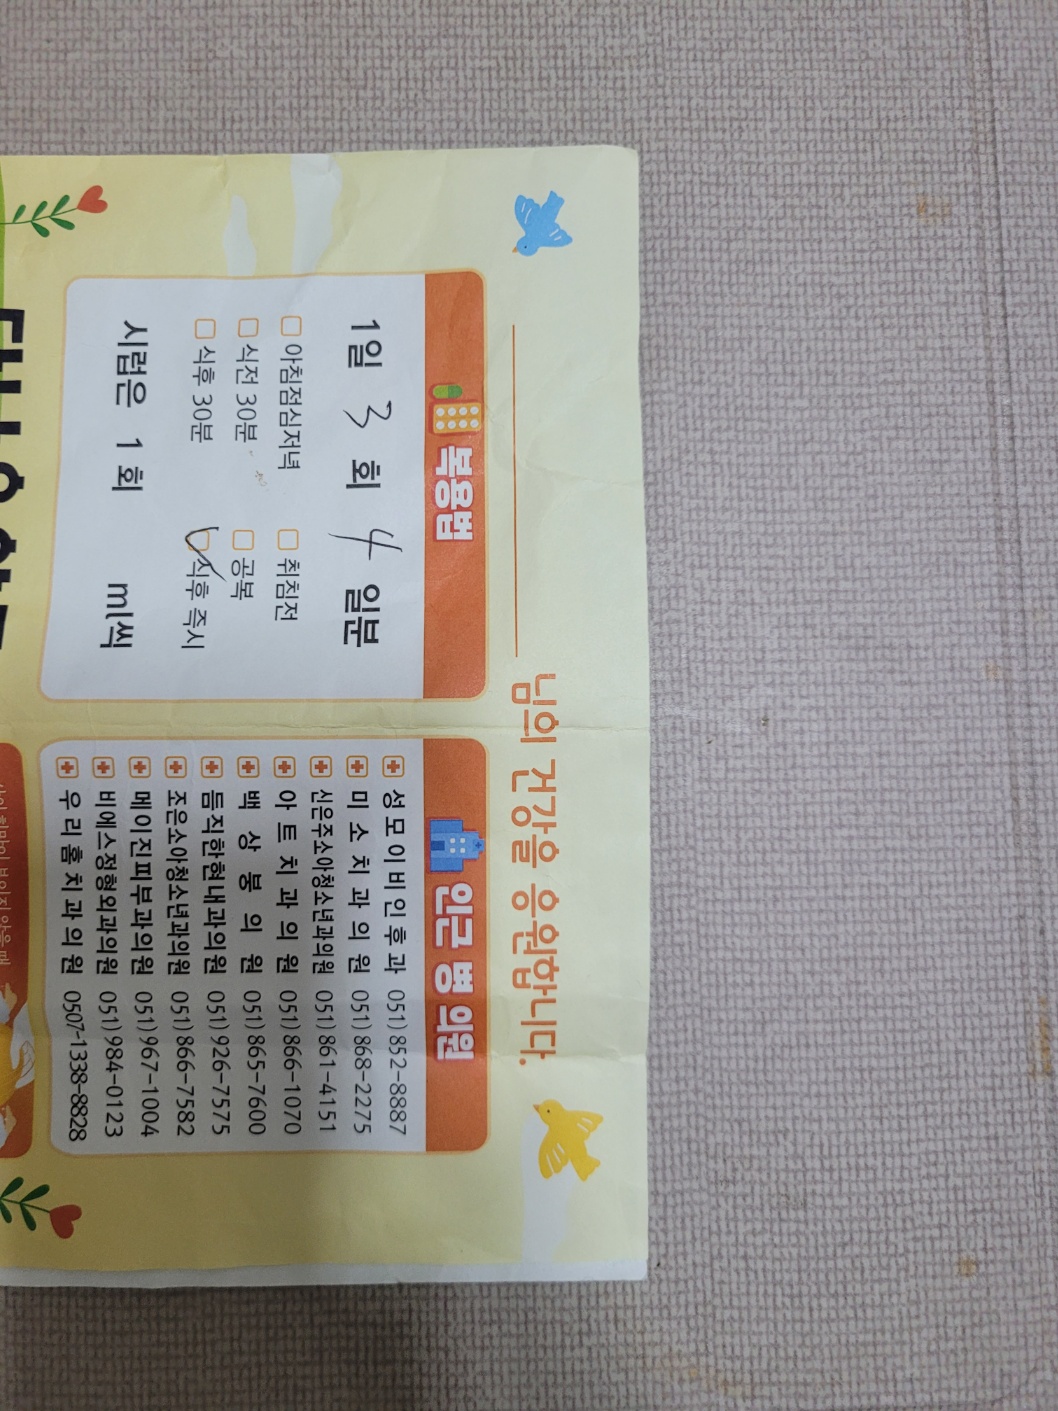 님의 건강을 응원합니다.
복용법
1일 3 회 4 일분
아침점심저녁 취침전
식전 30분 공복
식후 30분 식후 즉시
시럽은 1 회 ml씩
인근 병 의원
성모이비인후과 051)852-8887
미소치과의원 051)868-2275
신은주소아청소년과의원 051)861-4151
아트치과의원 051)866-1070
백상봉의원 051)865-7600
듬직한현내과의원 051)926-7575
조은소아청소년과의원 051)866-7582
메이진피부과의원 051)967-1004
비에스정형외과의원 051)984-0123
우리홈치과의원 0507-1338-8828